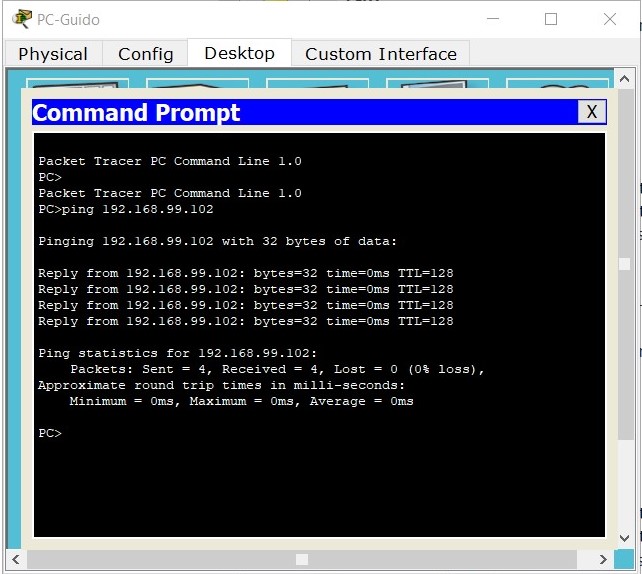 PC-Guido
Physical Config Desktop Custom Interface
Command Prompt X
Packet Tracer PC Command Line 1.0
PC>
Packet Tracer PC Command Line 1.0
PC>ping 192.168.99.102
Pinging 192.168.99.102 with 32 bytes of data:
Reply from 192.168.99.102: bytes=32 time=0ms TTL=128
Reply from 192.168.99.102: bytes=32 time=0ms TTL=128
Reply from 192.168.99.102: bytes=32 time=0ms TTL=128
Reply from 192.168.99.102: bytes=32 time=0ms TTL=128
Ping statistics for 192.168.99.102:
Packets: Sent = 4, Received = 4, Lost = 0 (0% loss),
Approximate round trip times in milli-seconds:
Minimum = 0ms, Maximum = 0ms, Average = 0ms
PC>